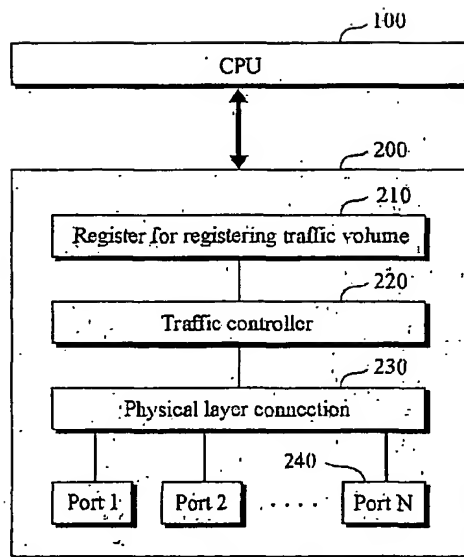 100
CPU
200
210
Register for registering traffic volume
220
Traffic controller
230
Physical layer connection
240
Port 1 Port 2 ..... Port N